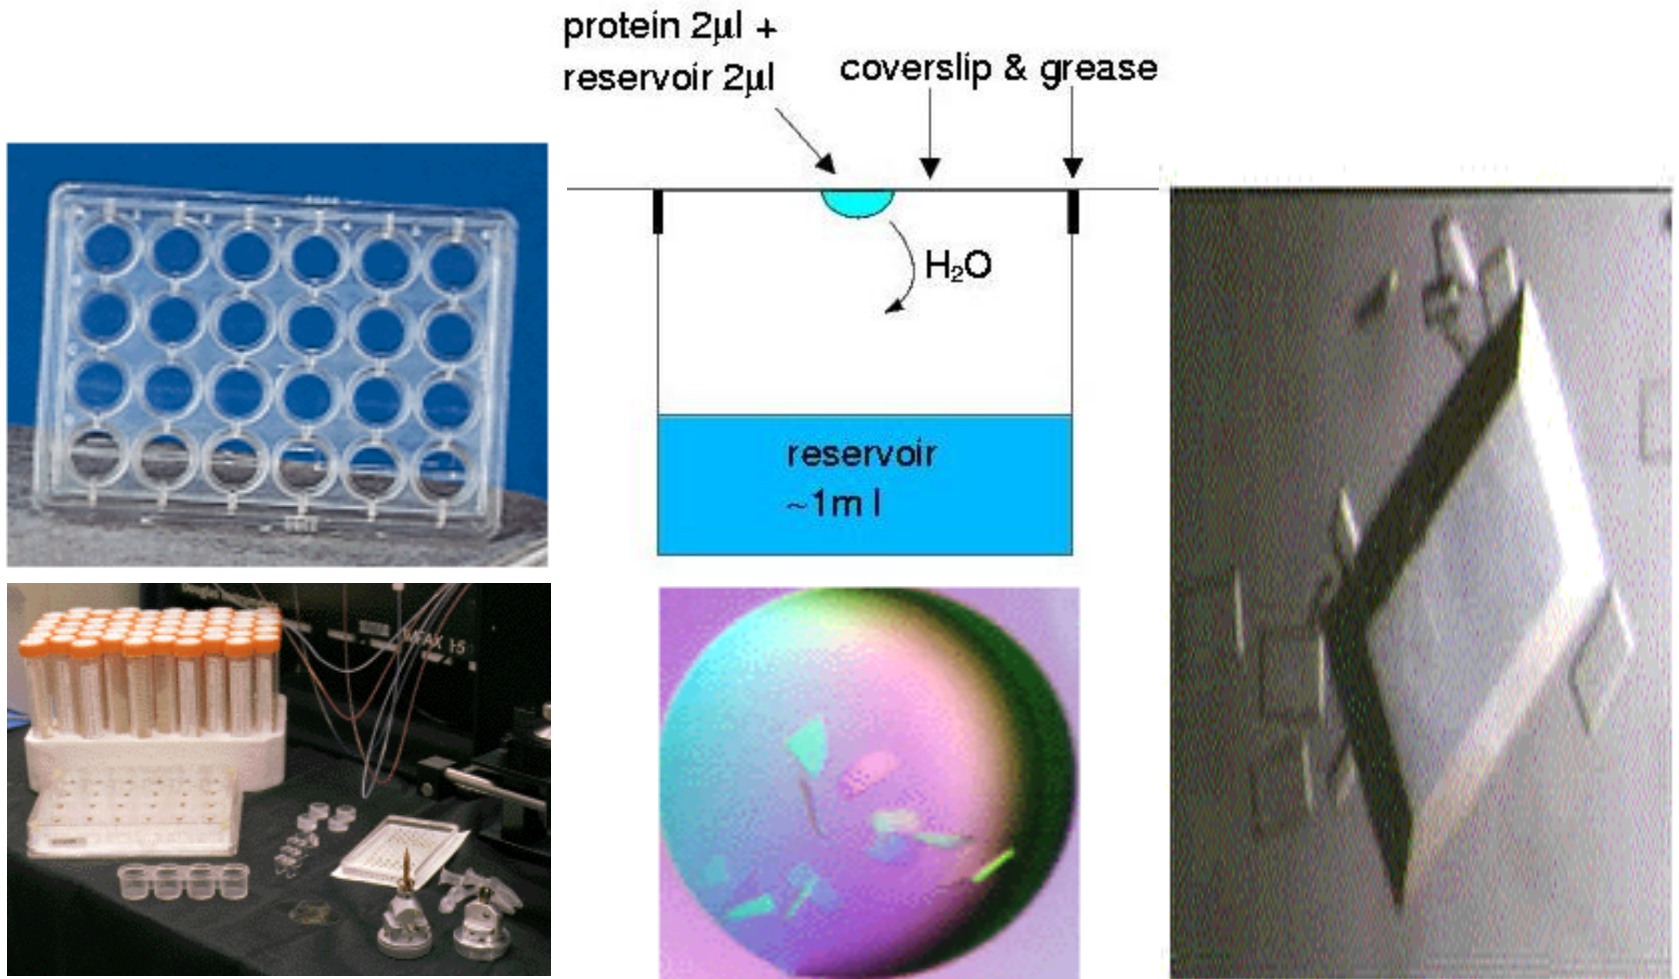 protein 2µl +
reservoir 2µl
coverslip & grease
H₂O
reservoir
~1m l